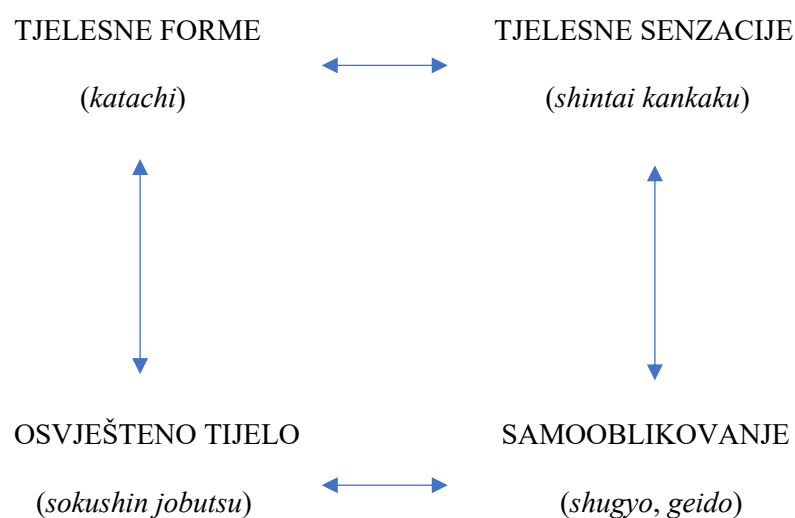 TJELESNE FORME
TJELESNE SENZACIJE
(katachi)
(shintai kankaku)
OSVJEŠTENO TIJELO
SAMOOBLIKOVANJE
(sokushin jobutsu)
(shugyo, geido)